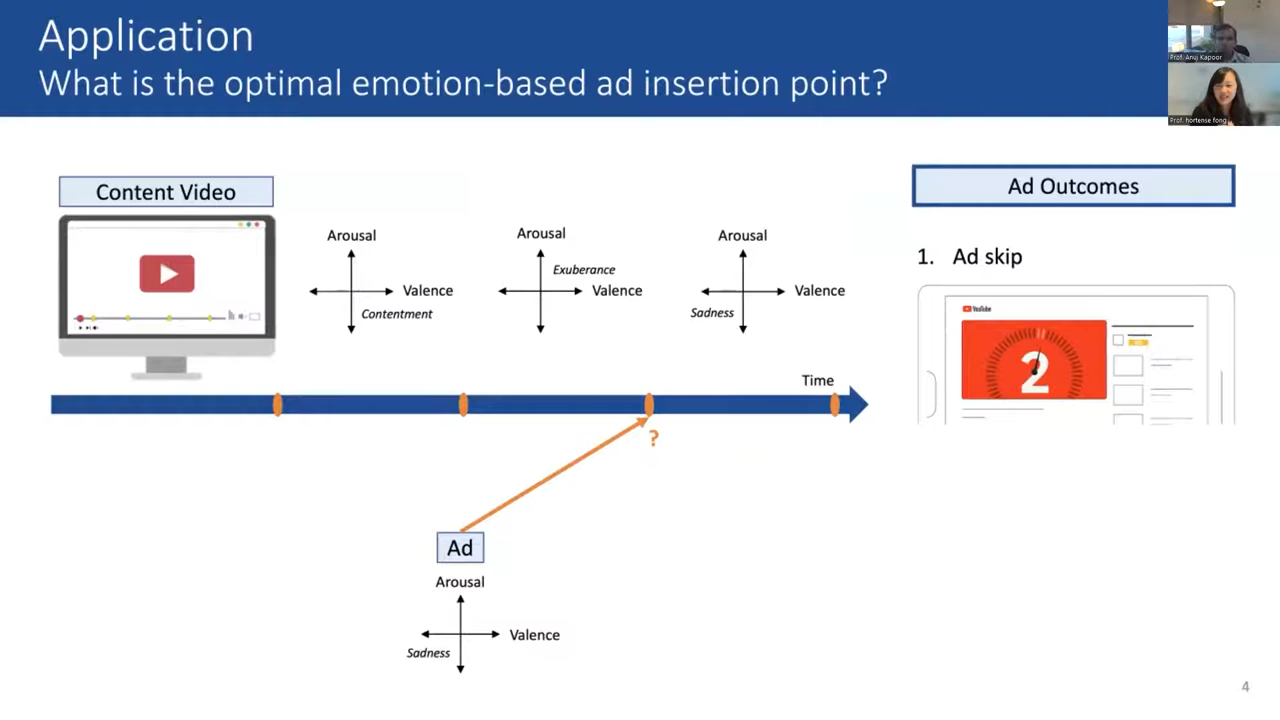 Application
What is the optimal emotion-based ad insertion point?
Prof. Anuj Kapoor
Prof. hortense fong
Content Video
Ad Outcomes
Arousal
Valence
Contentment
Arousal
Exuberance
Valence
Arousal
Valence
Sadness
1. Ad skip
YouTube
2
Time
?
Ad
Arousal
Valence
Sadness
4